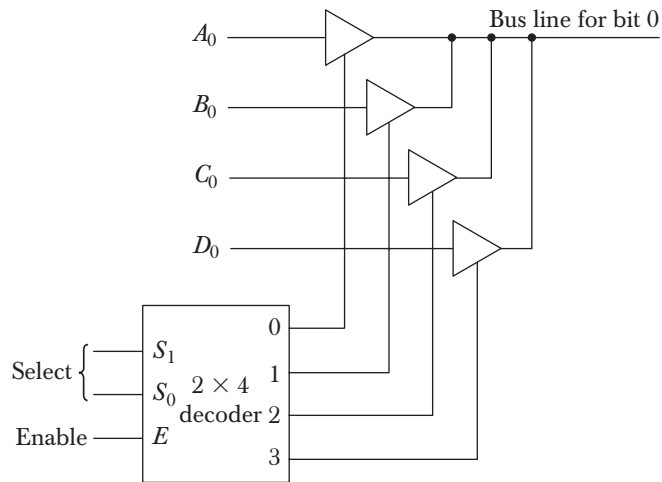 Bus line for bit 0
A₀
B₀
C₀
D₀
0
1
2
3
Select
S₁
S₀
2 × 4
decoder
Enable
E